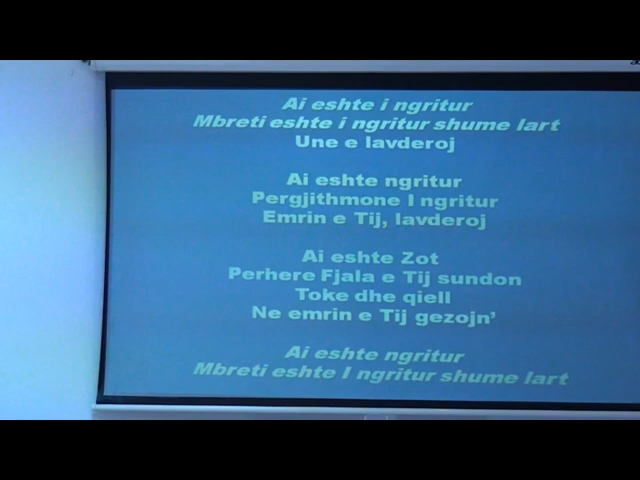 Ai eshte i ngritur
Mbreti eshte i ngritur shume lart
Une e lavderoj
Ai eshte ngritur
Pergjithmone I ngritur
Emrin e Tij, lavderoj
Ai eshte Zot
Perhere Fjala e Tij sundon
Toke dhe qiell
Ne emrin e Tij gezojn’
Ai eshte ngritur
Mbreti eshte I ngritur shume lart